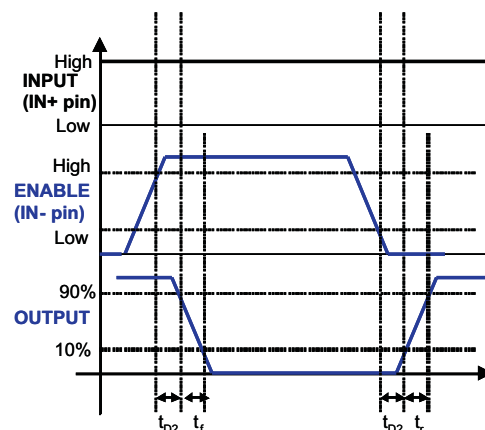 High
INPUT
(IN+ pin)
Low
High
ENABLE
(IN- pin)
Low
90%
OUTPUT
10%
tD2 tf tD2 tr